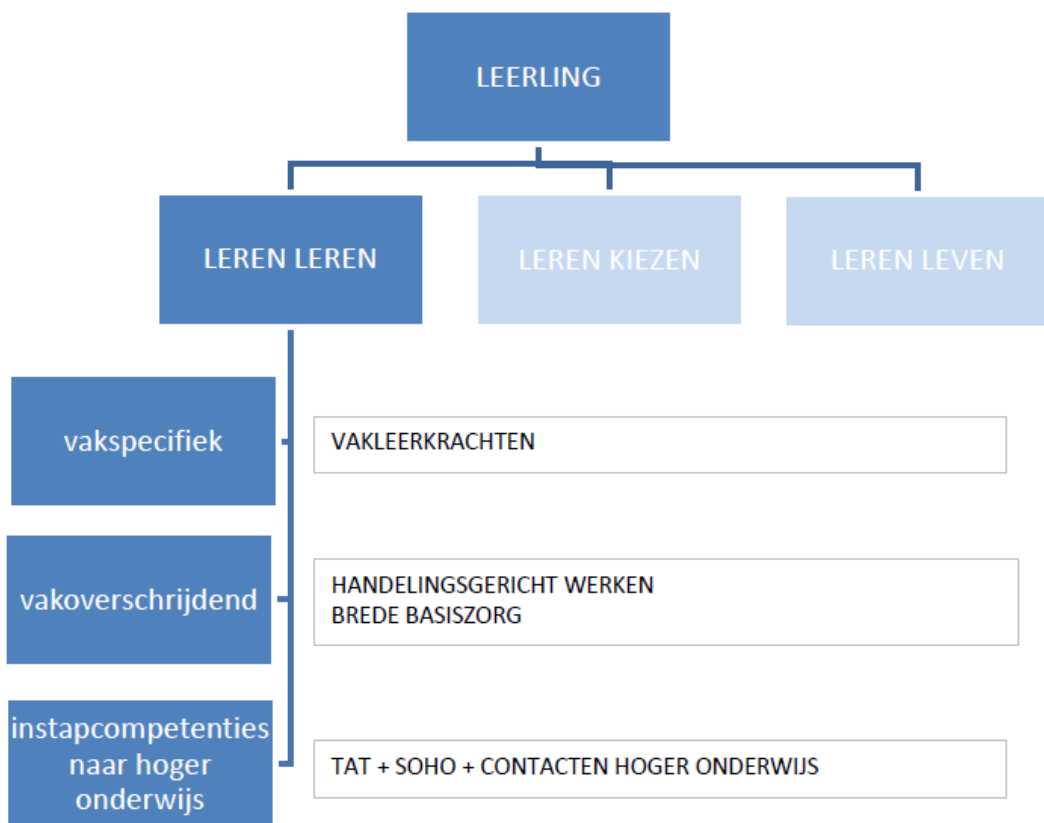 LEERLING
LEREN LEREN
LEREN KIEZEN
LEREN LEVEN
vakspecifiek
VAKLEERKRACHTEN
vakoverschrijdend
HANDELINGSGERICHT WERKEN
BREDE BASISZORG
instapcompetenties
naar hoger
onderwijs
TAT + SOHO + CONTACTEN HOGER ONDERWIJS